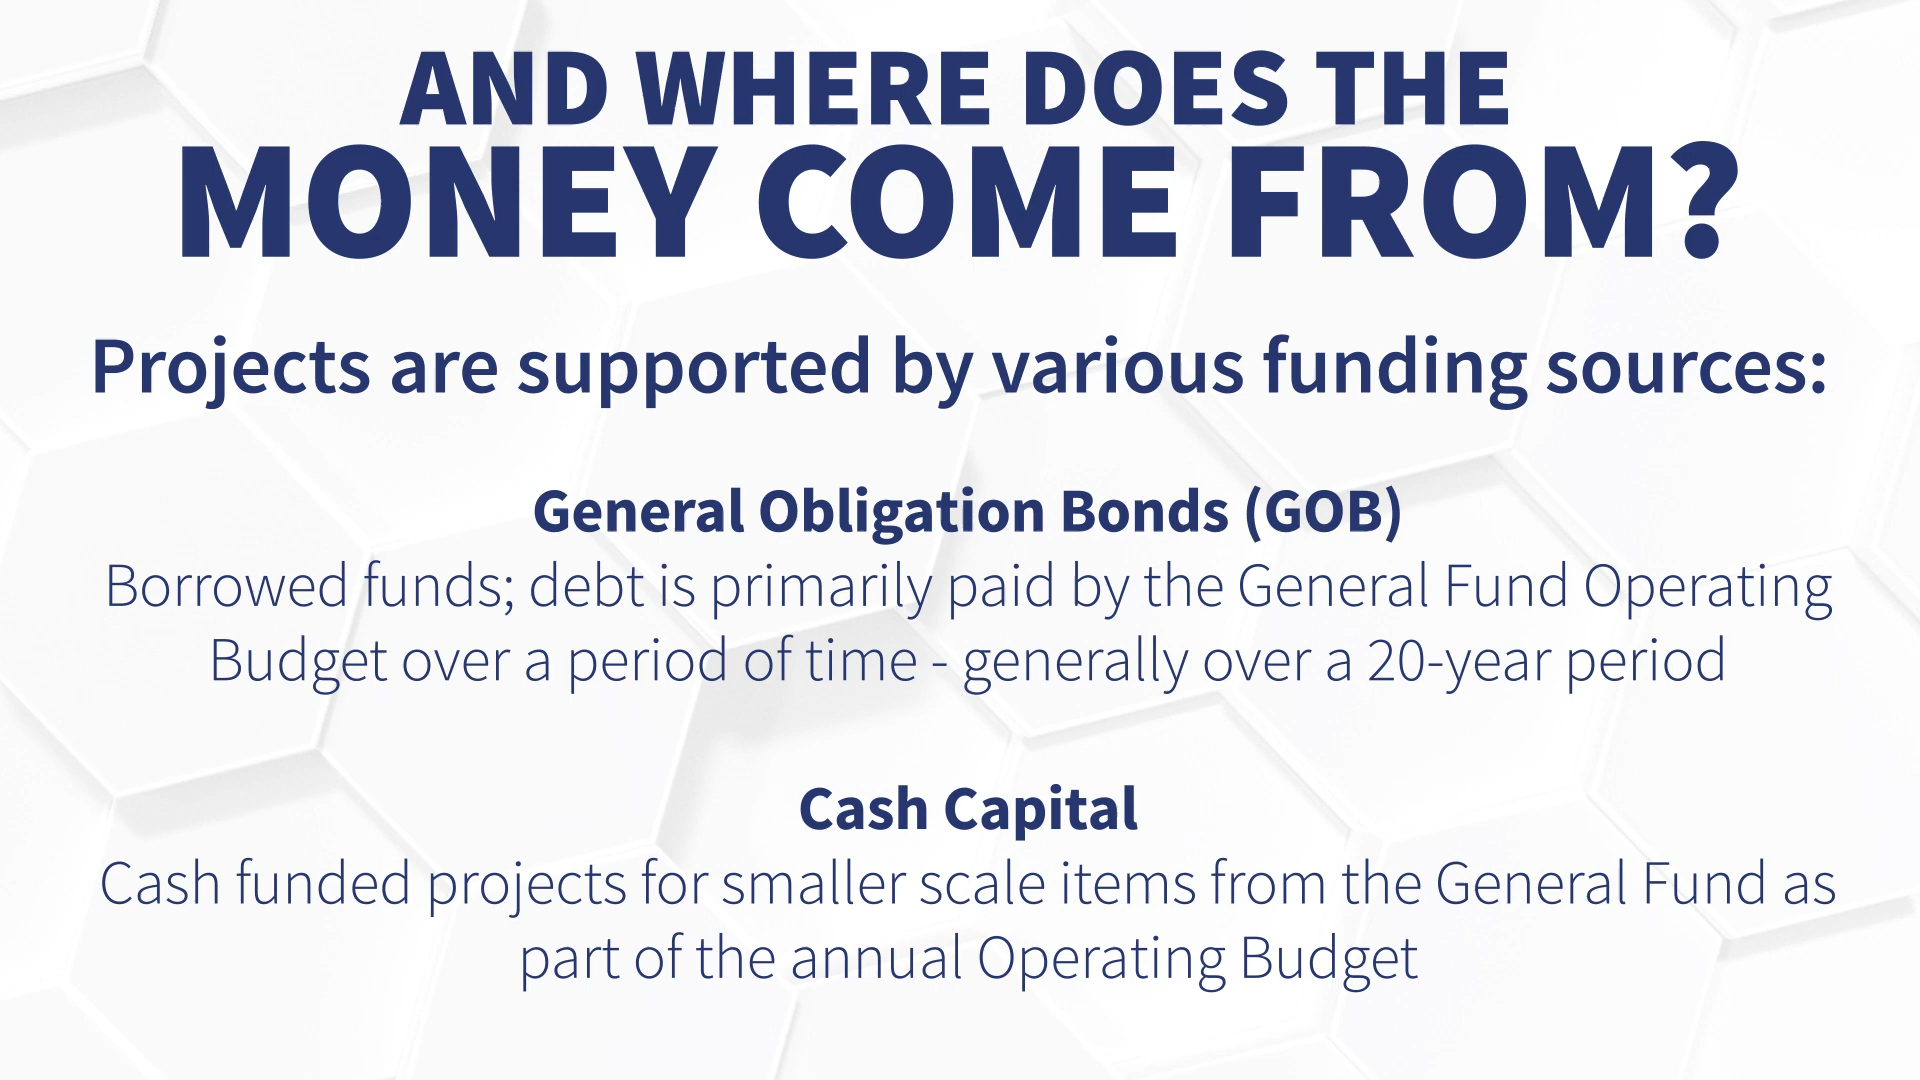 AND WHERE DOES THE
MONEY COME FROM?
Projects are supported by various funding sources:
General Obligation Bonds (GOB)
Borrowed funds; debt is primarily paid by the General Fund Operating
Budget over a period of time - generally over a 20-year period
Cash Capital
Cash funded projects for smaller scale items from the General Fund as
part of the annual Operating Budget